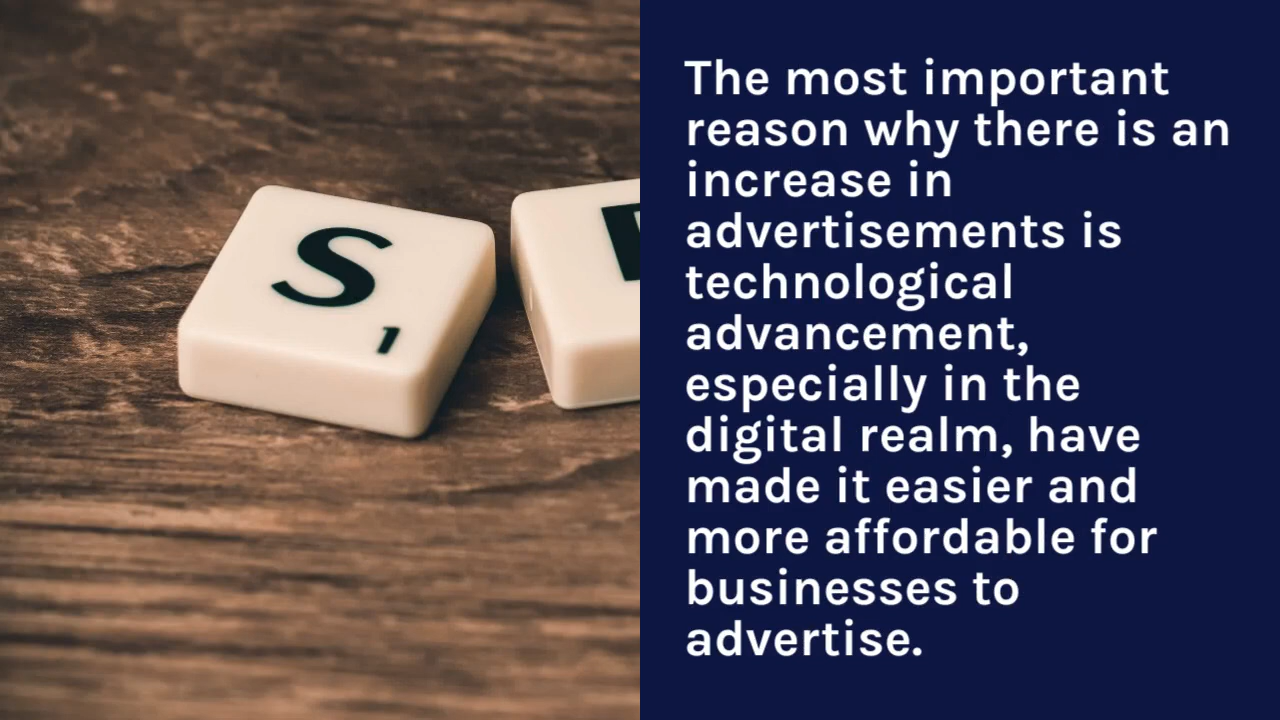 S
1
The most important
reason why there is an
increase in
advertisements is
technological
advancement,
especially in the
digital realm, have
made it easier and
more affordable for
businesses to
advertise.